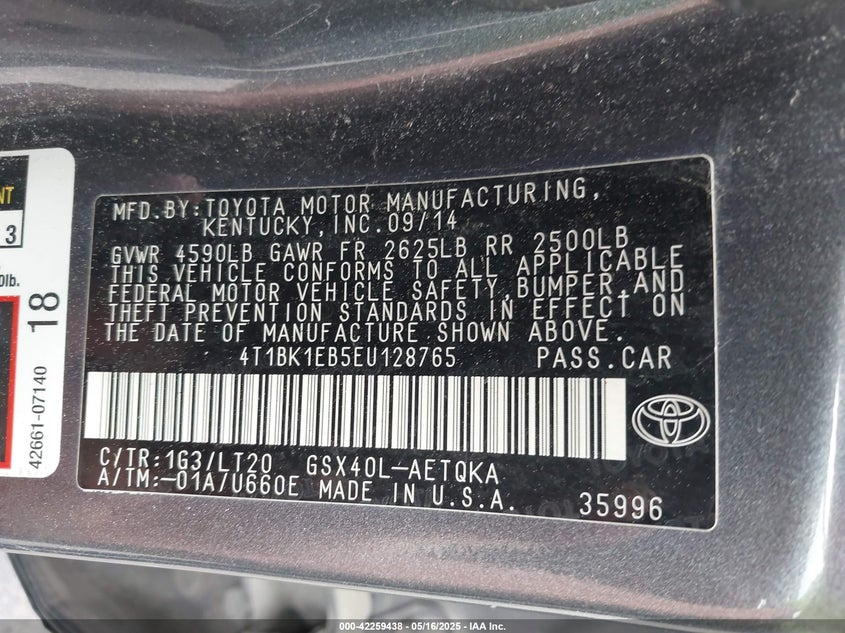 NT
3
0lb.
18
42661-07140
MFD.BY:TOYOTA MOTOR MANUFACTURING,
KENTUCKY,INC.09/14
GVWR 4590LB GAWR FR 2625LB RR 2500LB
THIS VEHICLE CONFORMS TO ALL APPLICABLE
FEDERAL MOTOR VEHICLE SAFETY,BUMPER,AND
THEFT PREVENTION STANDARDS IN EFFECT ON
THE DATE OF MANUFACTURE SHOWN ABOVE.
4T1BK1EB5EU128765 PASS.CAR
C/TR:1G3/LT20 GSX40L-AETQKA
A/TM:-01A/U660E MADE IN U.S.A. 35996
000-42259438 - 05/16/2025 - IAA Inc.